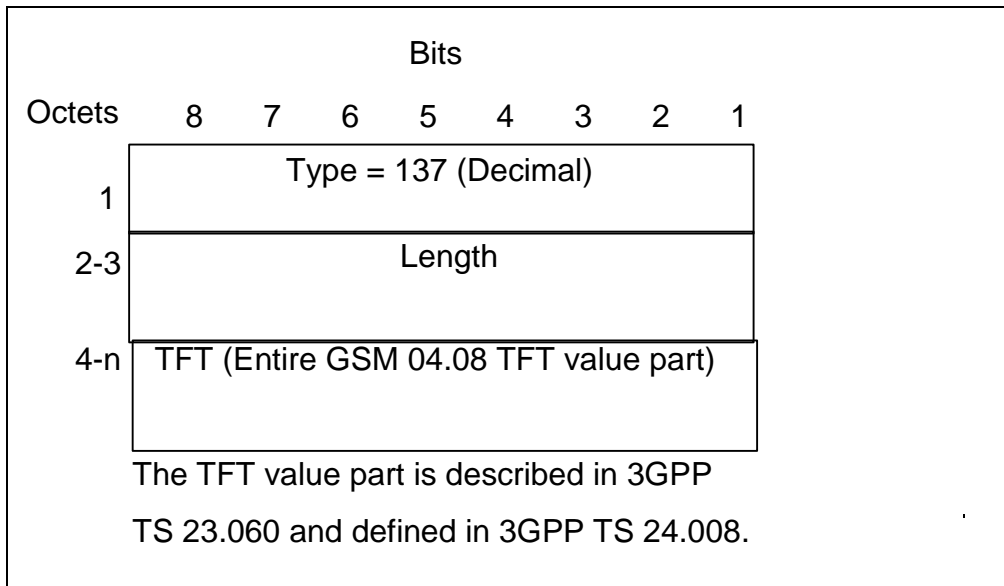 Bits
Octets 8 7 6 5 4 3 2 1
1 Type = 137 (Decimal)
2-3 Length
4-n TFT (Entire GSM 04.08 TFT value part)
The TFT value part is described in 3GPP
TS 23.060 and defined in 3GPP TS 24.008.